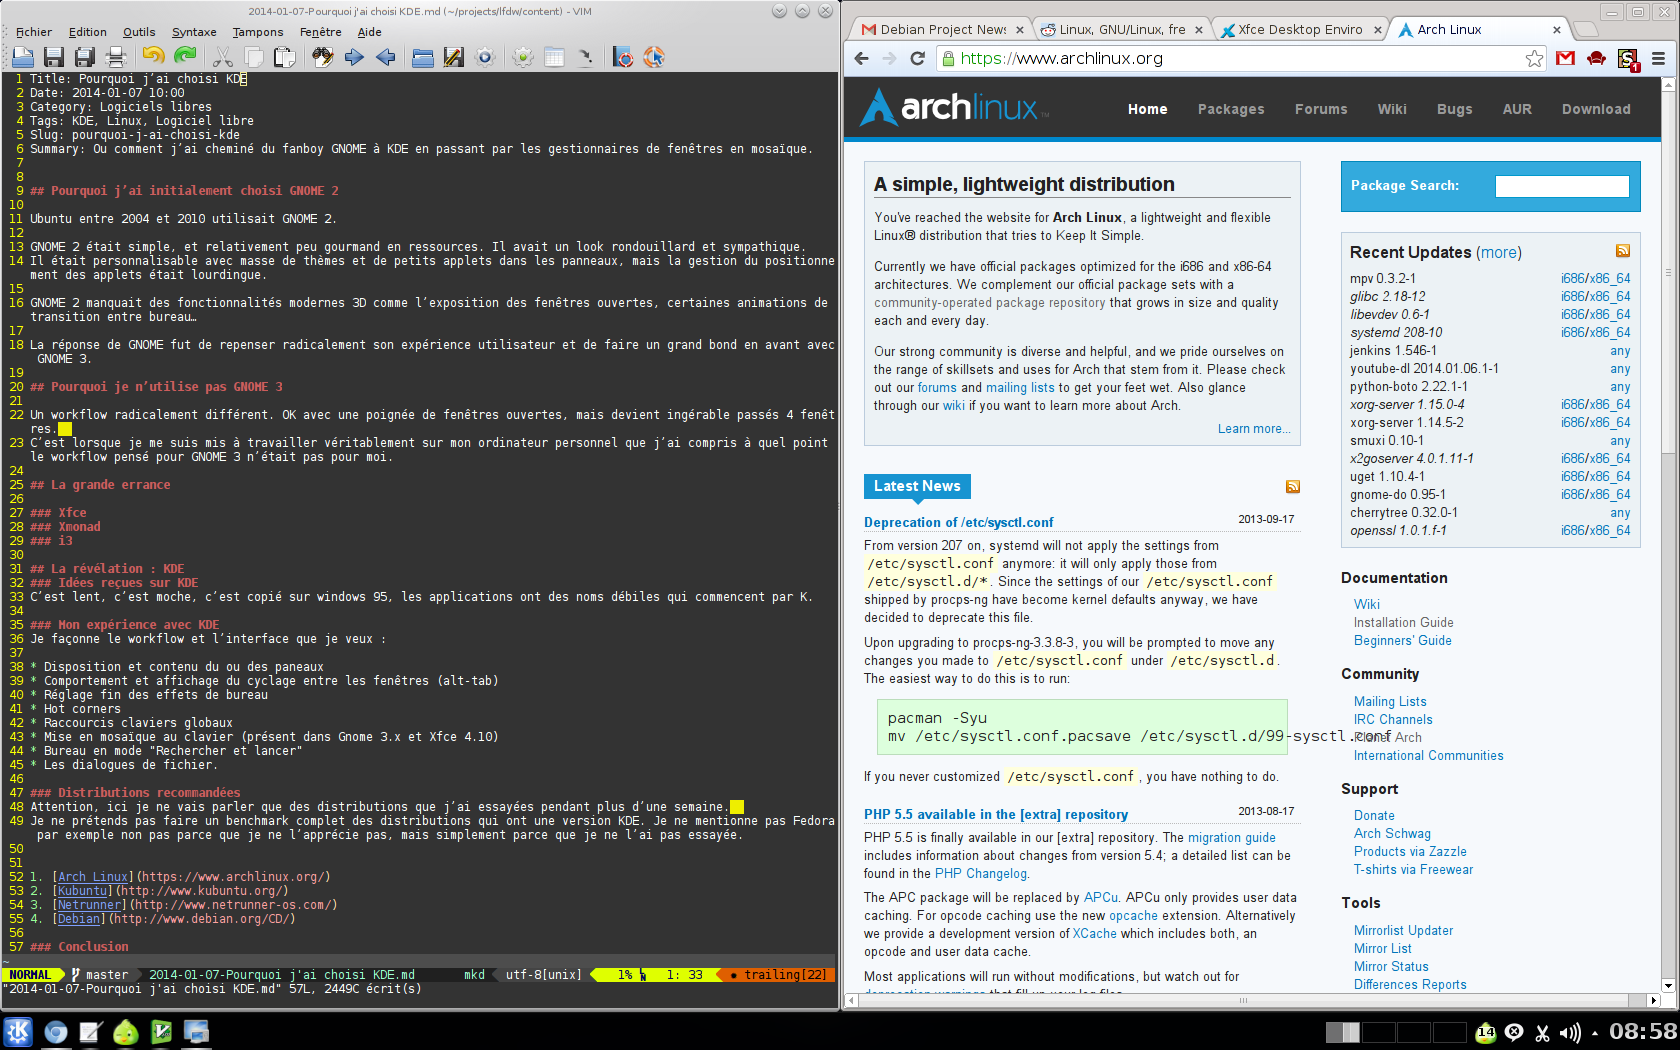 2014-01-07-Pourquoi j'ai choisi KDE.md (~/projects/lfdw/content) - VIM
Fichier Edition Outils Syntaxe Tampons Fenêtre Aide
1 Title: Pourquoi j’ai choisi KDE
2 Date: 2014-01-07 10:00
3 Category: Logiciels libres
4 Tags: KDE, Linux, Logiciel libre
5 Slug: pourquoi-j-ai-choisi-kde
6 Summary: Ou comment j’ai cheminé du fanboy GNOME à KDE en passant par les gestionnaires de fenêtres en mosaïque.
7
8
9 ## Pourquoi j’ai initialement choisi GNOME 2
10
11 Ubuntu entre 2004 et 2010 utilisait GNOME 2.
12
13 GNOME 2 était simple, et relativement peu gourmand en ressources. Il avait un look rondouillard et sympathique.
14 Il était personnalisable avec masse de thèmes et de petits applets dans les panneaux, mais la gestion du positionne
ment des applets était lourdingue.
15
16 GNOME 2 manquait des fonctionnalités modernes 3D comme l’exposition des fenêtres ouvertes, certaines animations de
transition entre bureau…
17
18 La réponse de GNOME fut de repenser radicalement son expérience utilisateur et de faire un grand bond en avant avec
GNOME 3.
19
20 ## Pourquoi je n’utilise pas GNOME 3
21
22 Un workflow radicalement différent. OK avec une poignée de fenêtres ouvertes, mais devient ingérable passés 4 fenêt
res.
23 C’est lorsque je me suis mis à travailler véritablement sur mon ordinateur personnel que j’ai compris à quel point
le workflow pensé pour GNOME 3 n’était pas pour moi.
24
25 ## La grande errance
26
27 ### Xfce
28 ### Xmonad
29 ### i3
30
31 ## La révélation : KDE
32 ### Idées reçues sur KDE
33 C’est lent, c’est moche, c’est copié sur windows 95, les applications ont des noms débiles qui commencent par K.
34
35 ### Mon expérience avec KDE
36 Je façonne le workflow et l’interface que je veux :
37
38 * Disposition et contenu du ou des paneaux
39 * Comportement et affichage du cyclage entre les fenêtres (alt-tab)
40 * Réglage fin des effets de bureau
41 * Hot corners
42 * Raccourcis claviers globaux
43 * Mise en mosaïque au clavier (présent dans Gnome 3.x et Xfce 4.10)
44 * Bureau en mode "Rechercher et lancer"
45 * Les dialogues de fichier.
46
47 ### Distributions recommandées
48 Attention, ici je ne vais parler que des distributions que j’ai essayées pendant plus d’une semaine.
49 Je ne prétends pas faire un benchmark complet des distributions qui ont une version KDE. Je ne mentionne pas Fedora
par exemple non pas parce que je ne l’apprécie pas, mais simplement parce que je ne l’ai pas essayée.
50
51
52 1. [Arch Linux](https://www.archlinux.org/)
53 2. [Kubuntu](http://www.kubuntu.org/)
54 3. [Netrunner](http://www.netrunner-os.com/)
55 4. [Debian](http://www.debian.org/CD/)
56
57 ### Conclusion
~
NORMAL master 2014-01-07-Pourquoi j'ai choisi KDE.md mkd utf-8[unix] 1% 1: 33 trailing[22]
"2014-01-07-Pourquoi j'ai choisi KDE.md" 57L, 2449C écrit(s)
Debian Project News Linux, GNU/Linux, fre Xfce Desktop Enviro Arch Linux
https://www.archlinux.org
1
archlinux™ Home Packages Forums Wiki Bugs AUR Download
A simple, lightweight distribution
You've reached the website for Arch Linux, a lightweight and flexible
Linux® distribution that tries to Keep It Simple.
Currently we have official packages optimized for the i686 and x86-64
architectures. We complement our official package sets with a
community-operated package repository that grows in size and quality
each and every day.
Our strong community is diverse and helpful, and we pride ourselves on
the range of skillsets and uses for Arch that stem from it. Please check
out our forums and mailing lists to get your feet wet. Also glance
through our wiki if you want to learn more about Arch.
Learn more...
Latest News
Deprecation of /etc/sysctl.conf 2013-09-17
From version 207 on, systemd will not apply the settings from
/etc/sysctl.conf anymore: it will only apply those from
/etc/sysctl.d/*. Since the settings of our /etc/sysctl.conf
shipped by procps-ng have become kernel defaults anyway, we have
decided to deprecate this file.
Upon upgrading to procps-ng-3.3.8-3, you will be prompted to move any
changes you made to /etc/sysctl.conf under /etc/sysctl.d.
The easiest way to do this is to run:
pacman -Syu
mv /etc/sysctl.conf.pacsave /etc/sysctl.d/99-sysctl.conf
If you never customized /etc/sysctl.conf, you have nothing to do.
PHP 5.5 available in the [extra] repository 2013-08-17
PHP 5.5 is finally available in our [extra] repository. The migration guide
includes information about changes from version 5.4; a detailed list can be
found in the PHP Changelog.
The APC package will be replaced by APCu. APCu only provides user data
caching. For opcode caching use the new opcache extension. Alternatively
we provide a development version of XCache which includes both, an
opcode and user data cache.
Most applications will run without modifications, but watch out for
deprecation warnings that fill up your log files.
Package Search:
Recent Updates (more)
mpv 0.3.2-1 i686/x86_64
glibc 2.18-12 i686/x86_64
libevdev 0.6-1 i686/x86_64
systemd 208-10 i686/x86_64
jenkins 1.546-1 any
youtube-dl 2014.01.06.1-1 any
python-boto 2.22.1-1 any
xorg-server 1.15.0-4 i686/x86_64
xorg-server 1.14.5-2 i686/x86_64
smuxi 0.10-1 any
x2goserver 4.0.1.11-1 i686/x86_64
uget 1.10.4-1 i686/x86_64
gnome-do 0.95-1 i686/x86_64
cherrytree 0.32.0-1 any
openssl 1.0.1.f-1 i686/x86_64
Documentation
Wiki
Installation Guide
Beginners' Guide
Community
Mailing Lists
IRC Channels
Planet Arch
International Communities
Support
Donate
Arch Schwag
Products via Zazzle
T-shirts via Freewear
Tools
Mirrorlist Updater
Mirror List
Mirror Status
Differences Reports
14 08:58